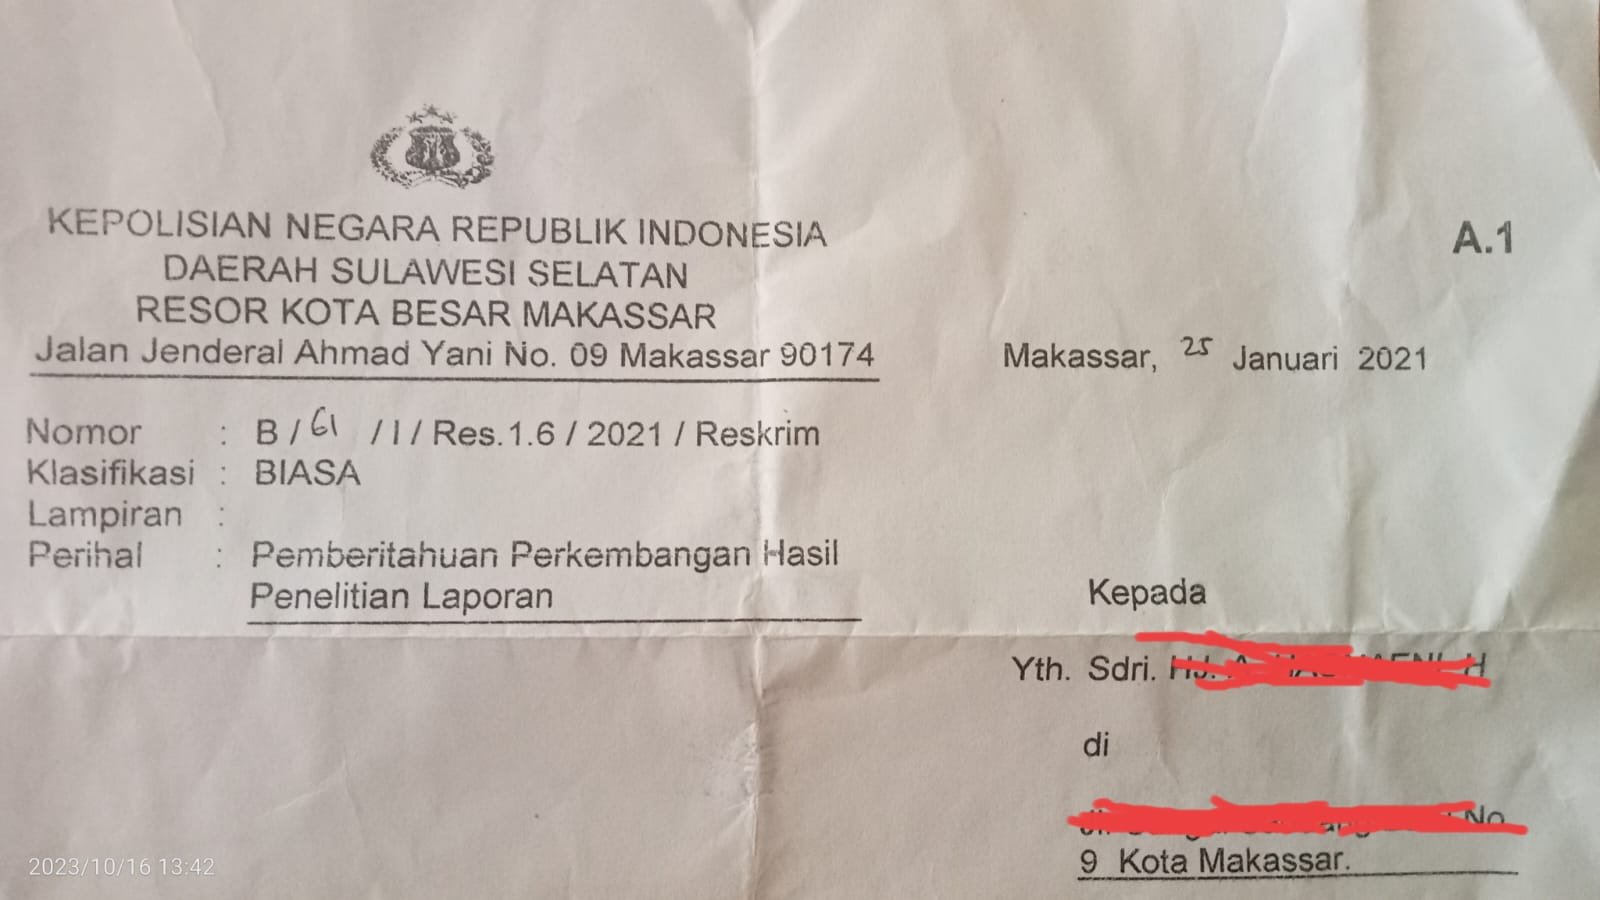 KEPOLISIAN NEGARA REPUBLIK INDONESIA
DAERAH SULAWESI SELATAN
RESOR KOTA BESAR MAKASSAR
Jalan Jenderal Ahmad Yani No. 09 Makassar 90174
A.1
Makassar, 25 Januari 2021
Nomor : B / 61 / I / Res.1.6 / 2021 / Reskrim
Klasifikasi : BIASA
Lampiran :
Perihal : Pemberitahuan Perkembangan Hasil
Penelitian Laporan
Kepada
Yth. Sdri.
di
No
9 Kota Makassar.
2023/10/16 13:42